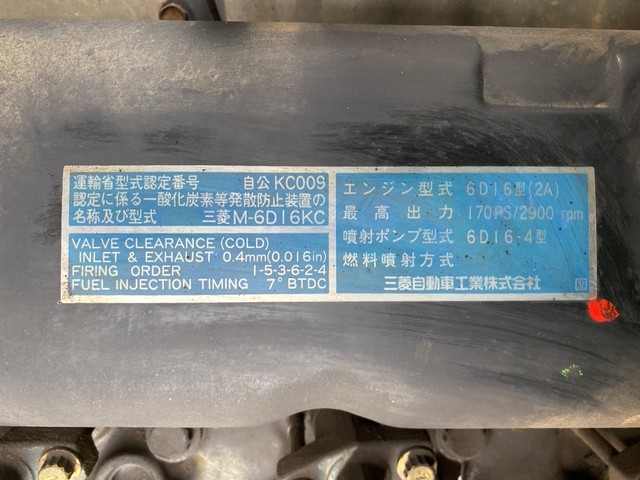 運輸省型式認定番号 自公KC009
認定に係る一酸化炭素等発散防止装置の
名称及び型式 三菱M-6D16KC
VALVE CLEARANCE (COLD)
INLET & EXHAUST 0.4mm(0.016in)
FIRING ORDER 1-5-3-6-2-4
FUEL INJECTION TIMING 7° BTDC
エンジン型式 6D16型(2A)
最高出力 170PS/2900 rpm
噴射ポンプ型式 6D16-4型
燃料噴射方式
三菱自動車工業株式会社